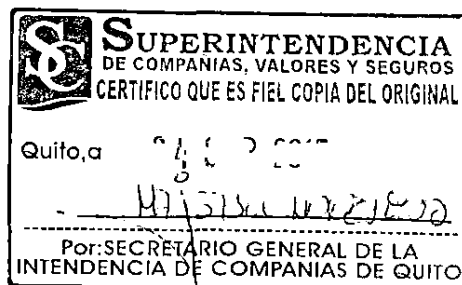 SUPERINTENDENCIA
DE COMPAÑIAS, VALORES Y SEGUROS
CERTIFICO QUE ES FIEL COPIA DEL ORIGINAL
Quito,a
Por:SECRETARIO GENERAL DE LA
INTENDENCIA DE COMPAÑIAS DE QUITO